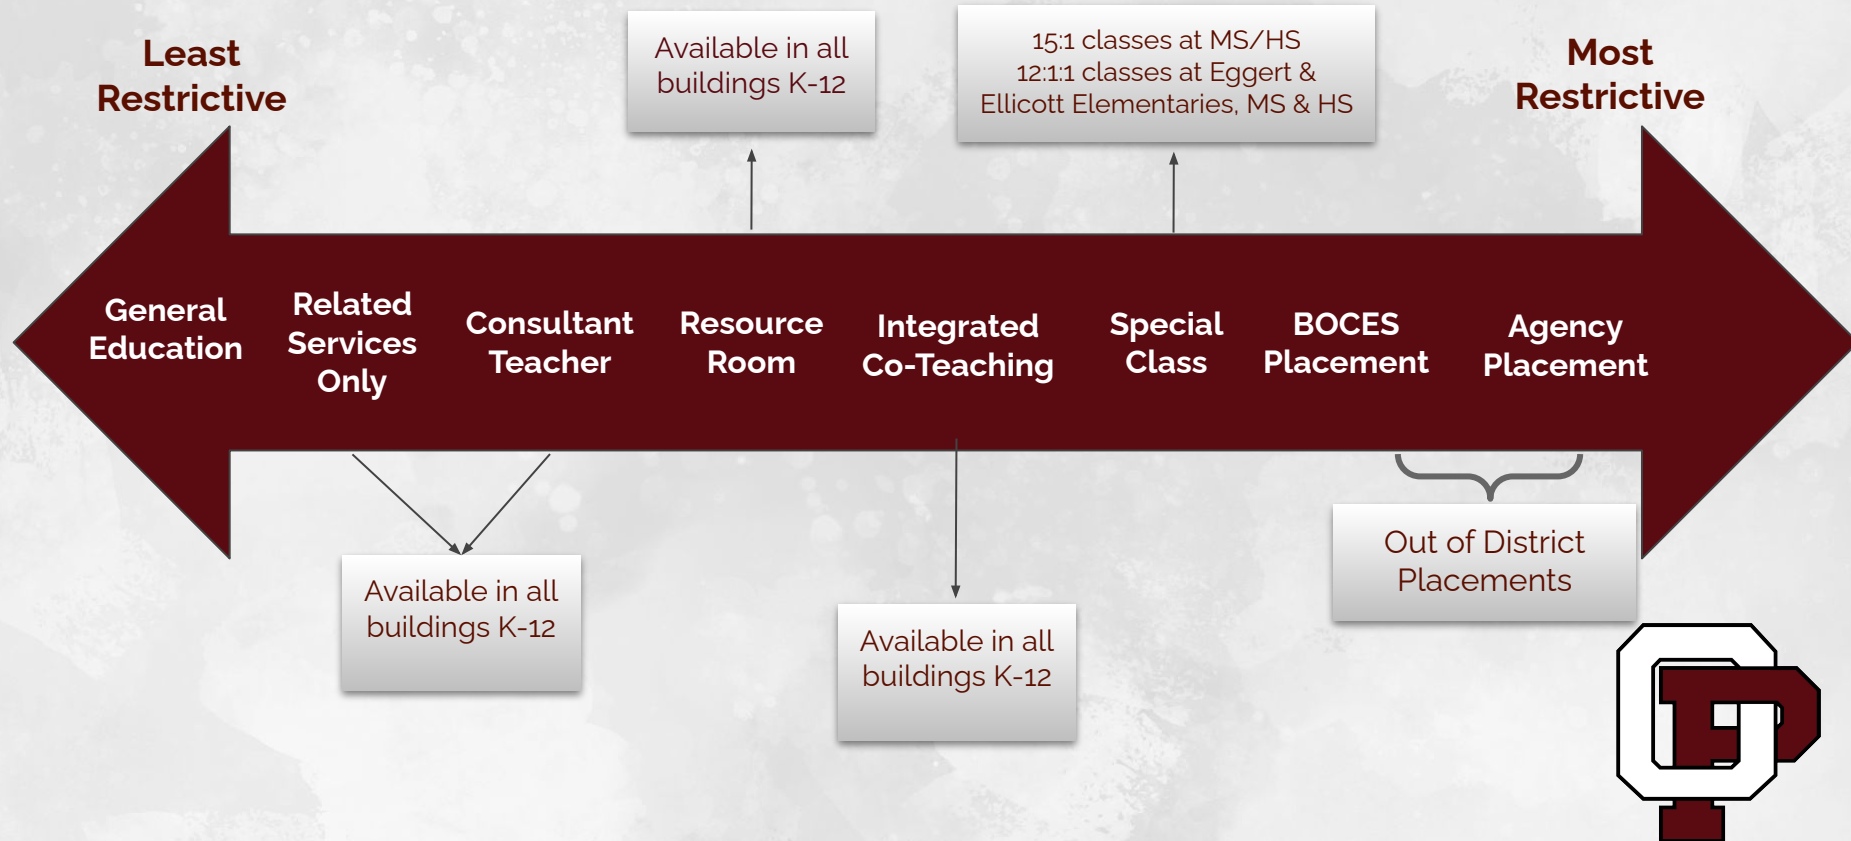 Least
Restrictive
Available in all
buildings K-12
15:1 classes at MS/HS
12:1:1 classes at Eggert &
Ellicott Elementaries, MS & HS
Most
Restrictive
General
Education
Related
Services
Only
Consultant
Teacher
Resource
Room
Integrated
Co-Teaching
Special
Class
BOCES
Placement
Agency
Placement
Available in all
buildings K-12
Available in all
buildings K-12
Out of District
Placements
OP